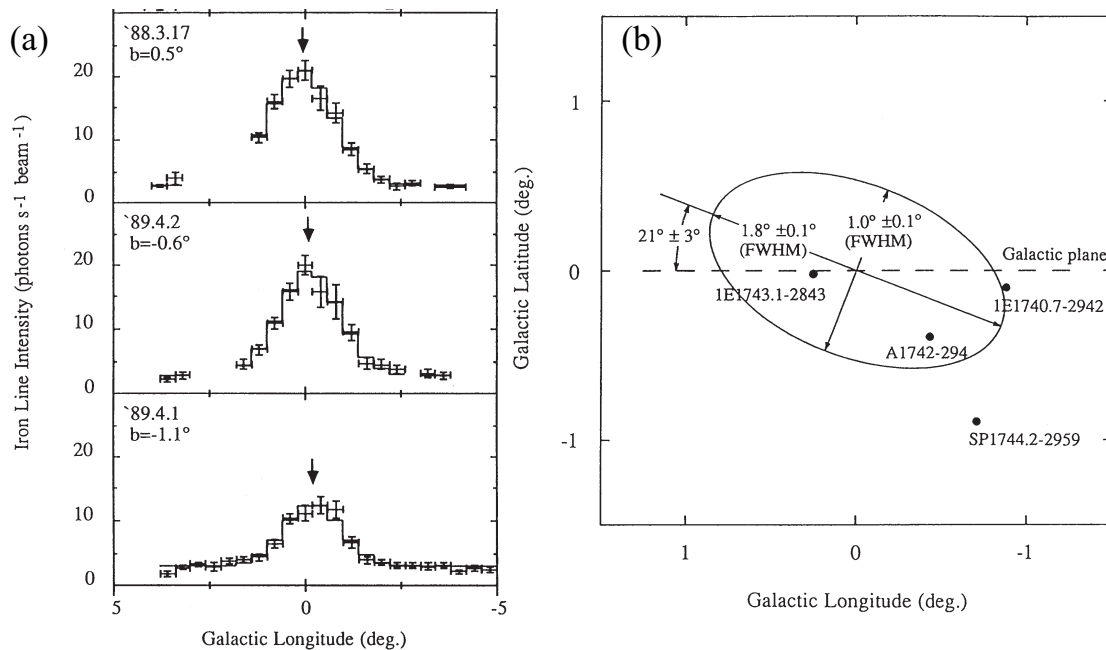 (a)
`88.3.17
b=0.5°
20
10
0
`89.4.2
b=-0.6°
20
10
0
`89.4.1
b=-1.1°
20
10
0
5
0
-5
Iron Line Intensity (photons s⁻¹ beam⁻¹)
Galactic Longitude (deg.)
(b)
1
0
-1
Galactic Latitude (deg.)
21° ± 3°
1.8° ±0.1°
(FWHM)
1.0° ±0.1°
(FWHM)
Galactic plane
1E1743.1-2843
1E1740.7-2942
A1742-294
SP1744.2-2959
1
0
-1
Galactic Longitude (deg.)